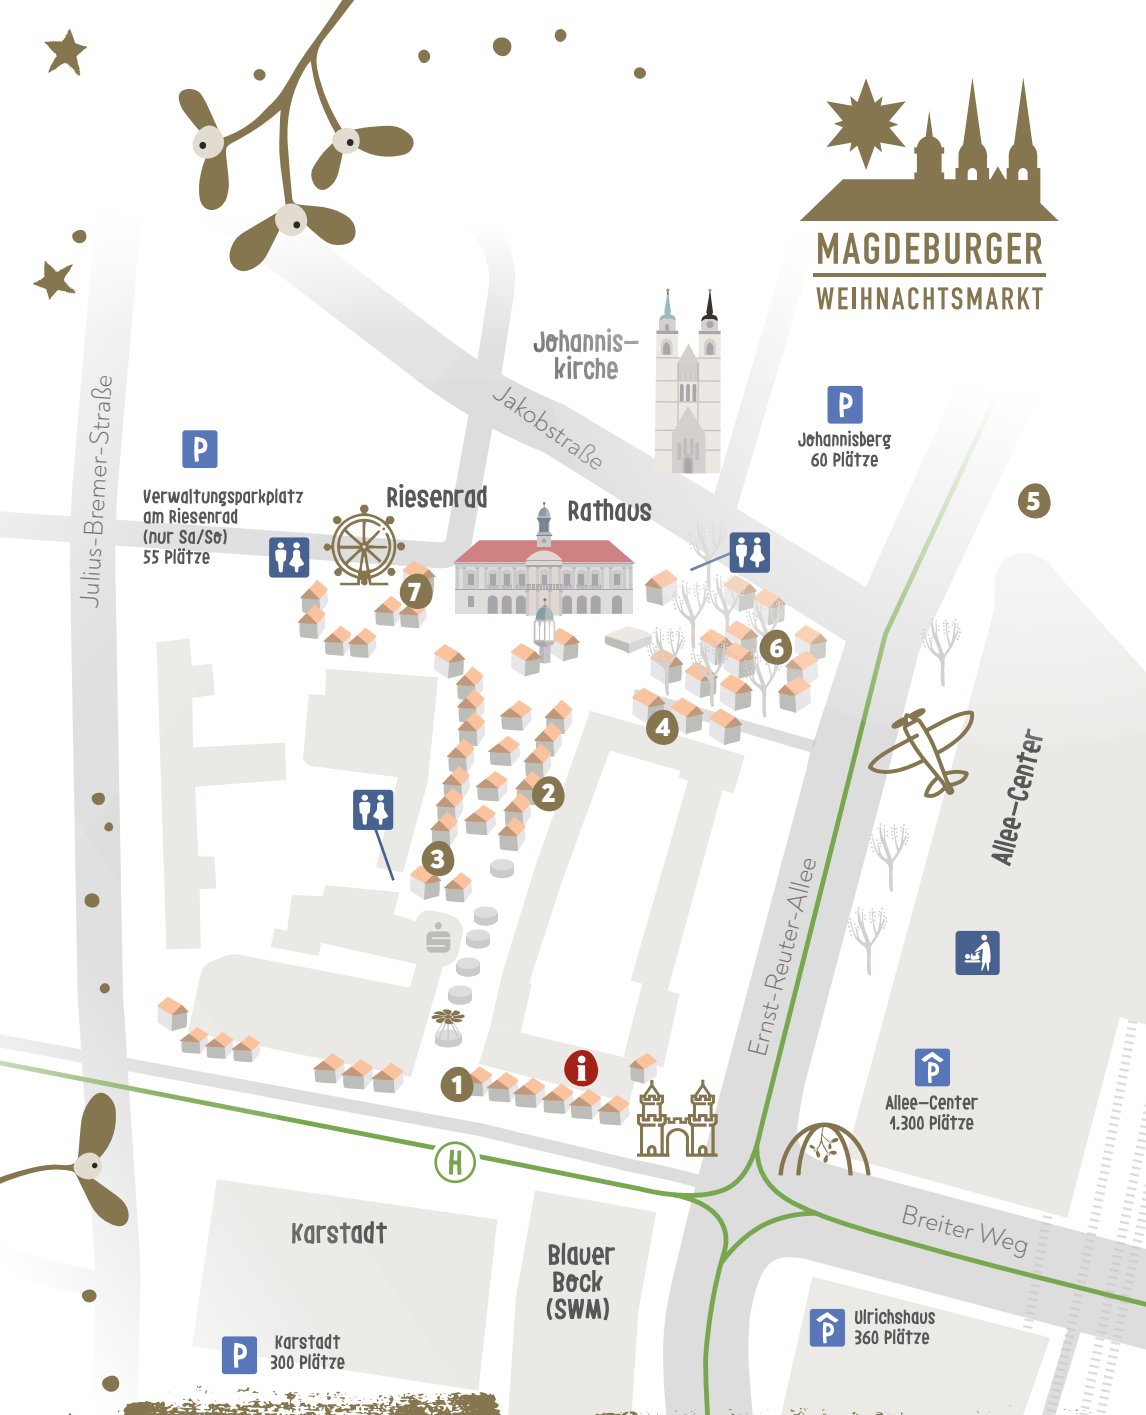 MAGDEBURGER
WEIHNACHTSMARKT
Johannis–
kirche
Jakobstraße
Julius-Bremer-Straße
P
Johannisberg
60 Plätze
P
Verwaltungsparkplatz
am Riesenrad
(nur Sa/So)
55 Plätze
Riesenrad
Rathaus
5
7
6
4
2
3
Allee–Center
Ernst-Reuter-Allee
1
i
P
Allee–Center
1.300 Plätze
H
Breiter Weg
Karstadt
Blauer
Bock
(SWM)
P
Karstadt
300 Plätze
P
Ulrichshaus
360 Plätze